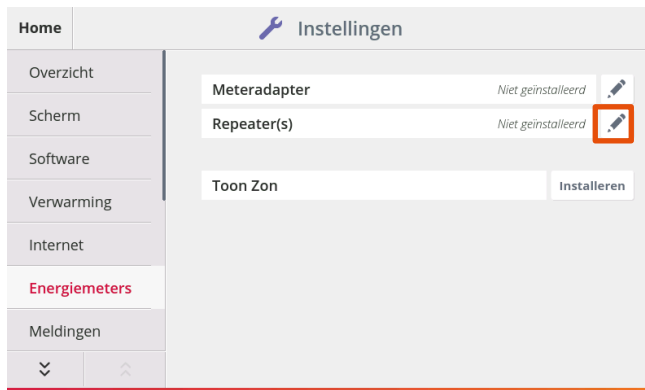 Home
Instellingen
Overzicht
Scherm
Software
Verwarming
Internet
Energiemeters
Meldingen
Meteradapter Niet geïnstalleerd
Repeater(s) Niet geïnstalleerd
Toon Zon Installeren